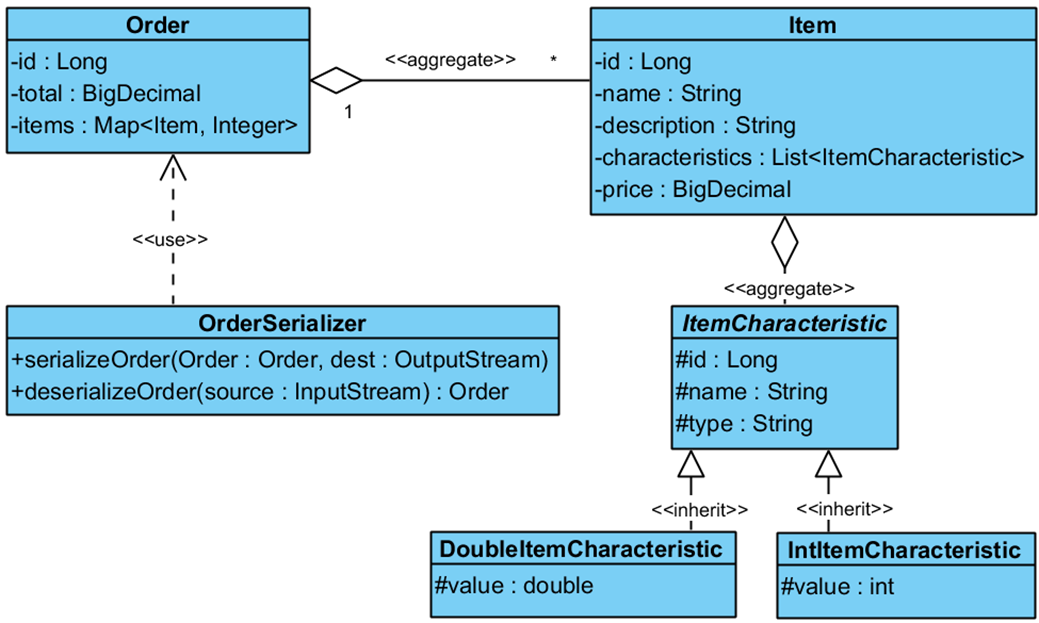 Order
-id : Long
-total : BigDecimal
-items : Map<Item, Integer>
<<aggregate>>
*
1
Item
-id : Long
-name : String
-description : String
-characteristics : List<ItemCharacteristic>
-price : BigDecimal
<<use>>
<<aggregate>>
OrderSerializer
+serializeOrder(Order : Order, dest : OutputStream)
+deserializeOrder(source : InputStream) : Order
ItemCharacteristic
#id : Long
#name : String
#type : String
<<inherit>>
<<inherit>>
DoubleItemCharacteristic
#value : double
IntItemCharacteristic
#value : int